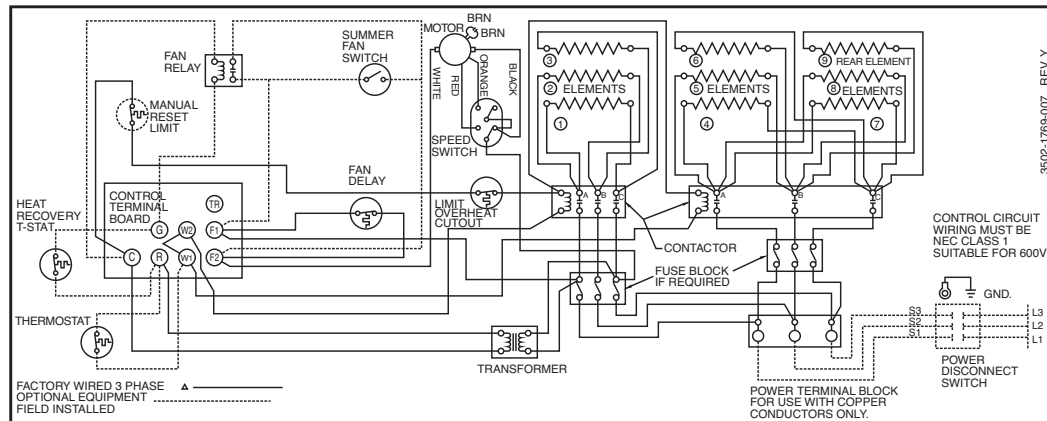 BRN
MOTOR
BRN
SUMMER
FAN
SWITCH
FAN
RELAY
WHITE
RED
ORANGE
BLACK
MANUAL
RESET
LIMIT
SPEED
SWITCH
3
2 ELEMENTS
1
6
5 ELEMENTS
4
9 REAR ELEMENT
8 ELEMENTS
7
3502-1769-007 REV. Y
FAN
DELAY
LIMIT
OVERHEAT
CUTOUT
A B C
A B C
CONTACTOR
HEAT
RECOVERY
T-STAT
CONTROL
TERMINAL
BOARD
TR
G W2 F1
C R W1 F2
FUSE BLOCK
IF REQUIRED
CONTROL CIRCUIT
WIRING MUST BE
NEC CLASS 1
SUITABLE FOR 600V
GND.
THERMOSTAT
TRANSFORMER
S3 L3
S2 L2
S1 L1
POWER
DISCONNECT
SWITCH
POWER TERMINAL BLOCK
FOR USE WITH COPPER
CONDUCTORS ONLY.
FACTORY WIRED 3 PHASE Δ
OPTIONAL EQUIPMENT
FIELD INSTALLED